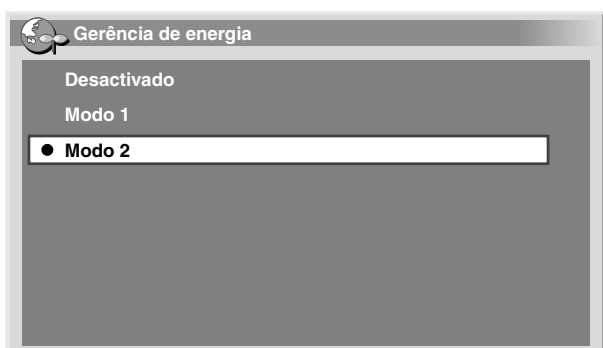 Gerência de energia
Desactivado
Modo 1
Modo 2